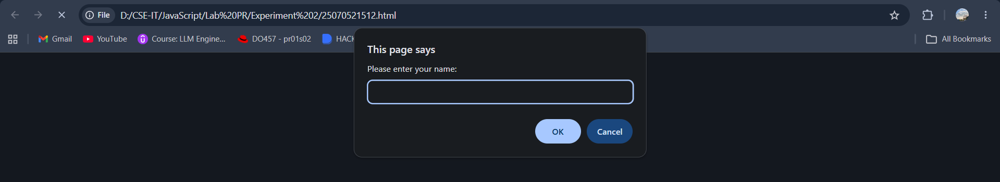 File D:/CSE-IT/JavaScript/Lab%20PR/Experiment%202/25070521512.html
Gmail YouTube Course: LLM Engine... DO457 - pr01s02 HACK All Bookmarks
This page says
Please enter your name:
OK Cancel